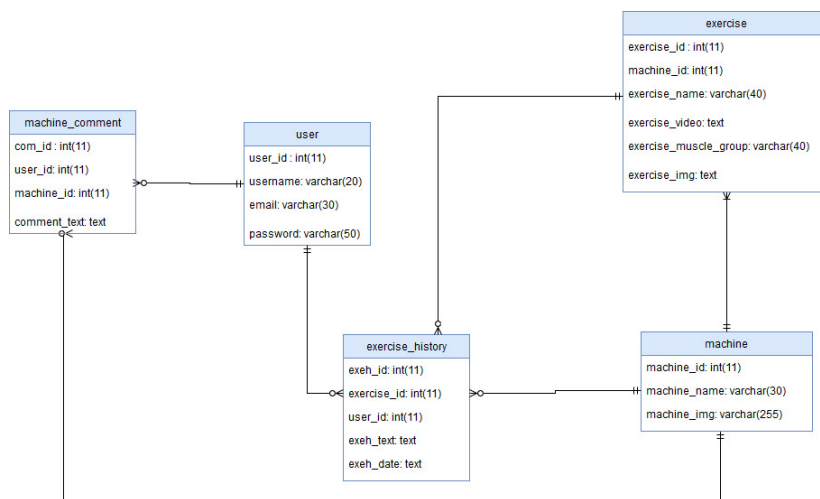 exercise
exercise_id : int(11)
machine_id: int(11)
exercise_name: varchar(40)
exercise_video: text
exercise_muscle_group: varchar(40)
exercise_img: text
machine_comment
com_id : int(11)
user_id: int(11)
machine_id: int(11)
comment_text: text
user
user_id : int(11)
username: varchar(20)
email: varchar(30)
password: varchar(50)
exercise_history
exeh_id: int(11)
exercise_id: int(11)
user_id: int(11)
exeh_text: text
exeh_date: text
machine
machine_id: int(11)
machine_name: varchar(30)
machine_img: varchar(255)